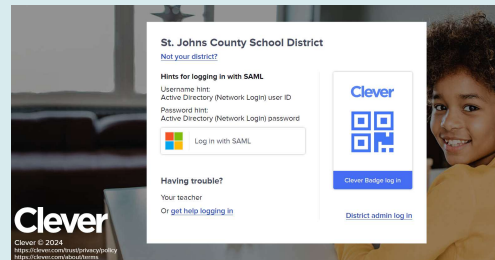 St. Johns County School District
Not your district?
Hints for logging in with SAML
Username hint:
Active Directory (Network Login) user ID
Password hint:
Active Directory (Network Login) password
Log in with SAML
Having trouble?
Your teacher
Or get help logging in
Clever
Clever Badge log in
District admin log in
Clever
Clever © 2024
https://clever.com/trust/privacy/policy
https://clever.com/about/terms